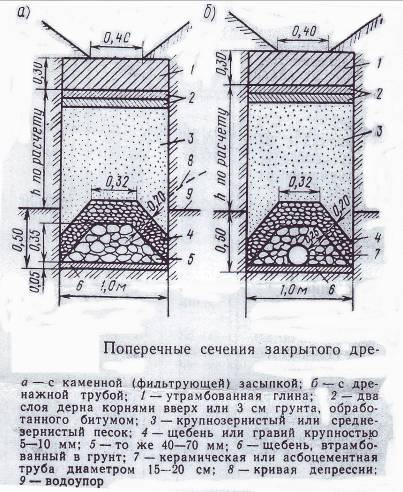 а)
б)
0,40
0,40
0,30
0,30
1
1
2
2
h по расчету
h по расчету
3
3
8
9
0,32
0,32
0,20
0,20
0,50
0,35
0,05
0,50
0,25
4
4
5
7
6
1,0 м
1,0 м
6
Поперечные сечения закрытого дре-
а — с каменной (фильтрующей) засыпкой; б — с дре-
нажной трубой; 1 — утрамбованная глина; 2 — два
слоя дерна корнями вверх или 3 см грунта, обрабо-
танного битумом; 3 — крупнозернистый или средне-
зернистый песок; 4 — щебень или гравий крупностью
5—10 мм; 5 — то же 40—70 мм; 6 — щебень, втрамбо-
ванный в грунт; 7 — керамическая или асбоцементная
труба диаметром 15—20 см; 8 — кривая депрессии;
9 — водоупор